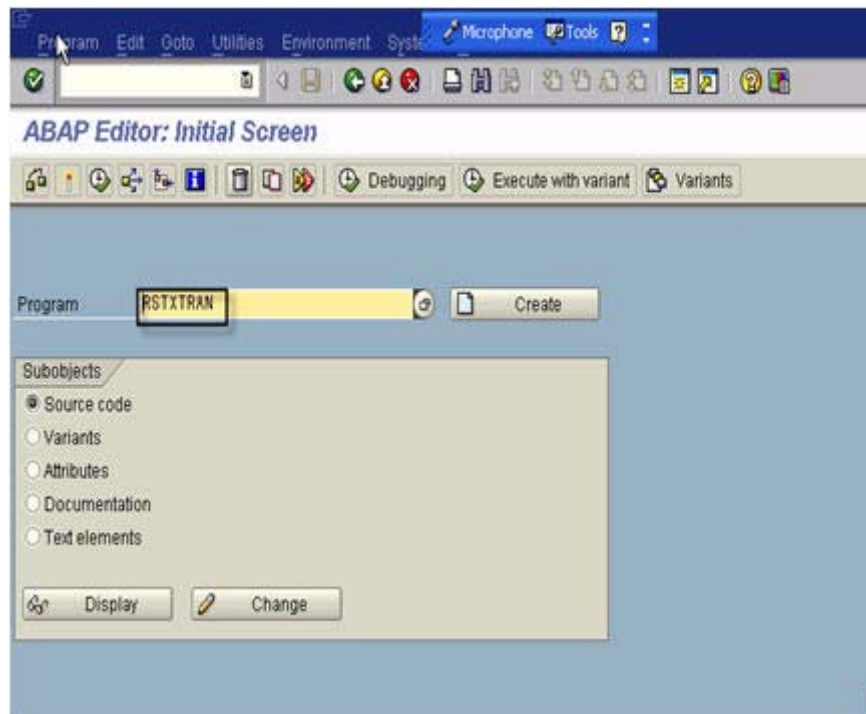 Program Edit Goto Utilities Environment Syste
Microphone Tools
ABAP Editor: Initial Screen
Debugging Execute with variant Variants
Program RSTXTRAN Create
Subobjects
Source code
Variants
Attributes
Documentation
Text elements
Display Change